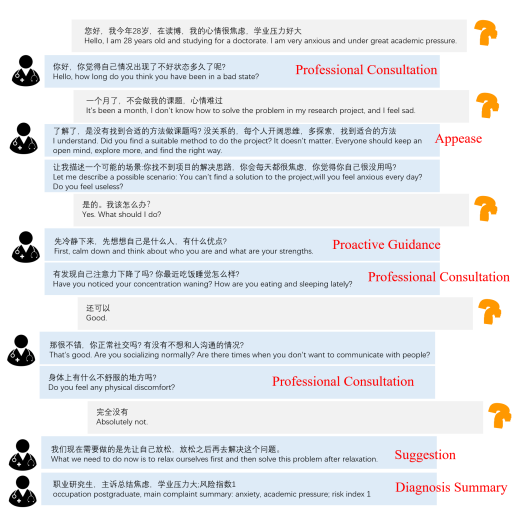 您好，我今年28岁，在读博，我的心情很焦虑，学业压力好大
Hello, I am 28 years old and studying for a doctorate. I am very anxious and under great academic pressure.
你好，你觉得自己情况出现了不好状态多久了呢?
Hello, how long do you think you have been in a bad state?
Professional Consultation
一个月了，不会做我的课题，心情难过
It's been a month, I don't know how to solve the problem in my research project, and I feel sad.
了解了，是没有找到合适的方法做课题吗? 没关系的，每个人开阔思维，多探索，找到适合的方法
I understand. Did you find a suitable method to do the project? It doesn't matter. Everyone should keep an
open mind, explore more, and find the right way.
Appease
让我描述一个可能的场景:你找不到项目的解决思路，你会每天都很焦虑，你觉得你自己很没用吗?
Let me describe a possible scenario: You can't find a solution to the project,will you feel anxious every day?
Do you feel useless?
是的。我该怎么办?
Yes. What should I do?
先冷静下来，先想想自己是什么人，有什么优点?
First, calm down and think about who you are and what are your strengths.
Proactive Guidance
有发现自己注意力下降了吗? 你最近吃饭睡觉怎么样?
Have you noticed your concentration waning? How are you eating and sleeping lately?
Professional Consultation
还可以
Good.
那很不错，你正常社交吗? 有没有不想和人沟通的情况?
That's good. Are you socializing normally? Are there times when you don't want to communicate with people?
身体上有什么不舒服的地方吗?
Do you feel any physical discomfort?
Professional Consultation
完全没有
Absolutely not.
我们现在需要做的是先让自己放松，放松之后再去解决这个问题。
What we need to do now is to relax ourselves first and then solve this problem after relaxation.
Suggestion
职业研究生，主诉总结焦虑，学业压力大;风险指数1
occupation postgraduate, main complaint summary: anxiety, academic pressure; risk index 1
Diagnosis Summary